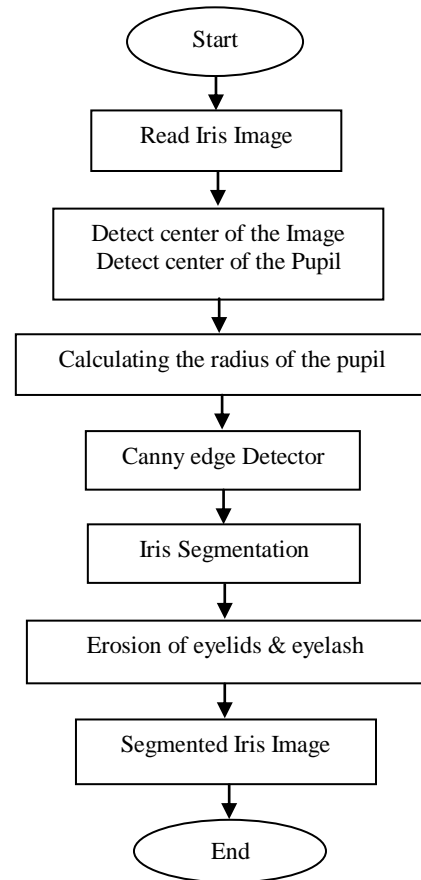 Start
Read Iris Image
Detect center of the Image
Detect center of the Pupil
Calculating the radius of the pupil
Canny edge Detector
Iris Segmentation
Erosion of eyelids & eyelash
Segmented Iris Image
End